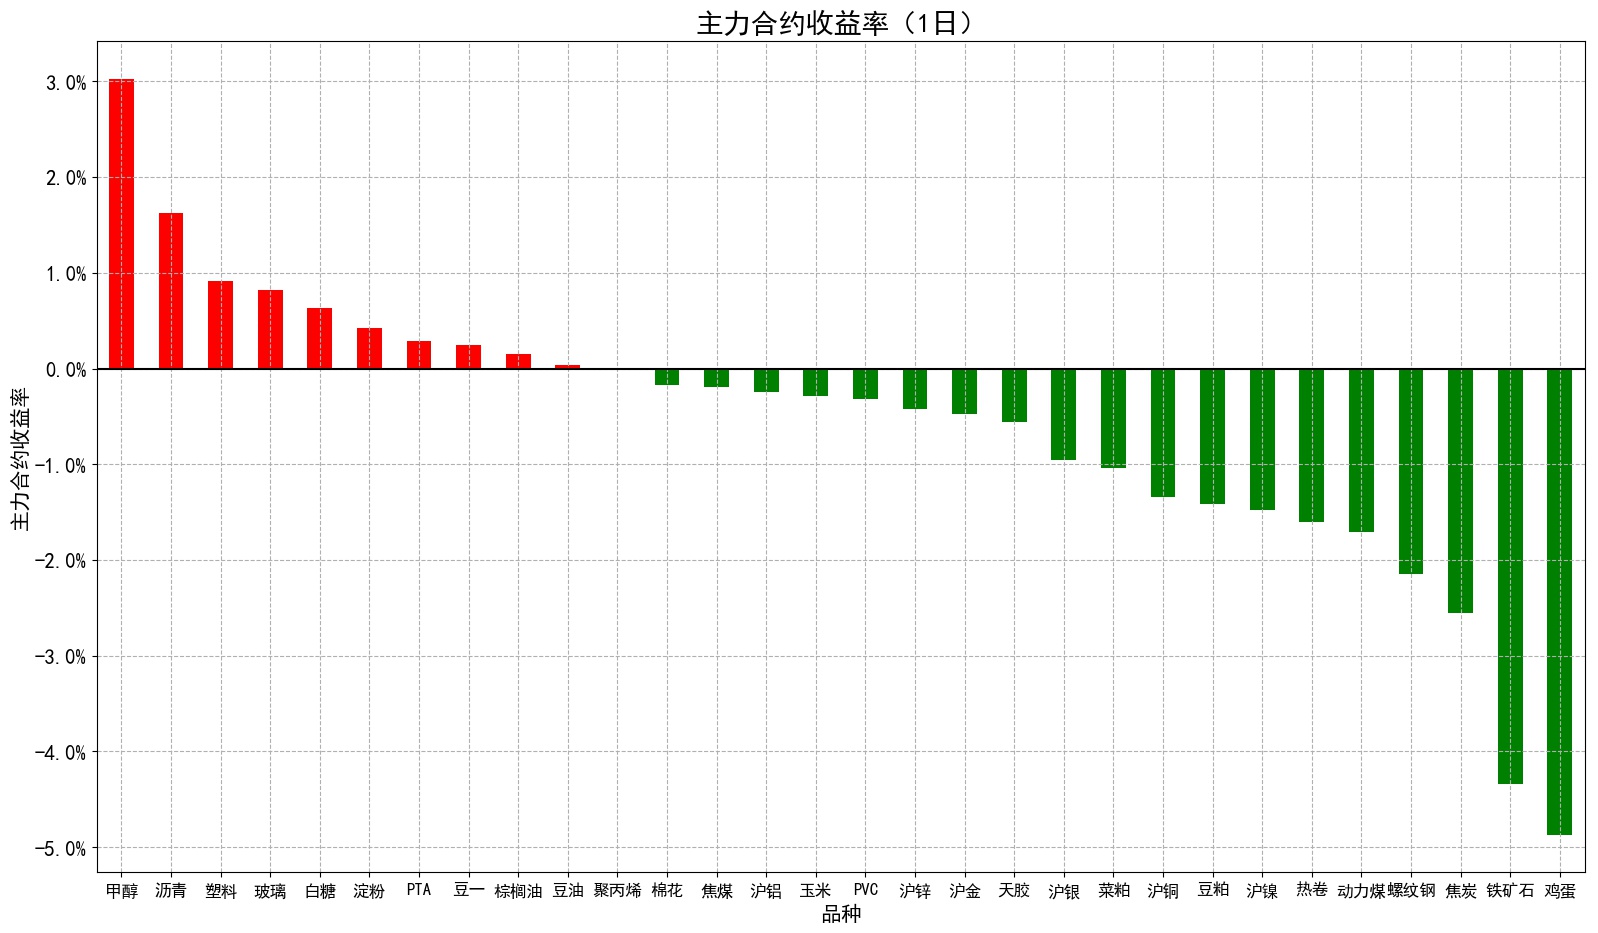 主力合约收益率（1日）
主力合约收益率
3.0%
2.0%
1.0%
0.0%
−1.0%
−2.0%
−3.0%
−4.0%
−5.0%
甲醇 沥青 塑料 玻璃 白糖 淀粉 PTA 豆一 棕榈油 豆油 聚丙烯 棉花 焦煤 沪铝 玉米 PVC 沪锌 沪金 天胶 沪银 菜粕 沪铜 豆粕 沪镍 热卷 动力煤 螺纹钢 焦炭 铁矿石 鸡蛋
品种